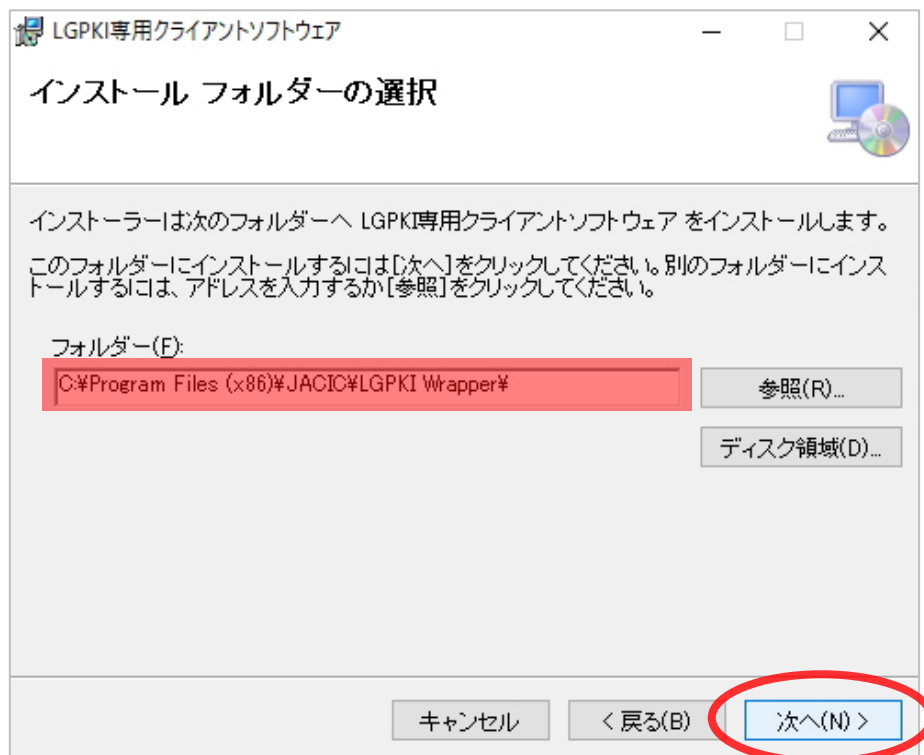 LGPKI専用クライアントソフトウェア
インストール フォルダーの選択
インストーラーは次のフォルダーへ LGPKI専用クライアントソフトウェア をインストールします。
このフォルダーにインストールするには[次へ]をクリックしてください。別のフォルダーにインス
トールするには、アドレスを入力するか[参照]をクリックしてください。
フォルダー(F):
C:¥Program Files (x86)¥JACIC¥LGPKI Wrapper¥
参照(R)...
ディスク領域(D)...
キャンセル
< 戻る(B)
次へ(N) >